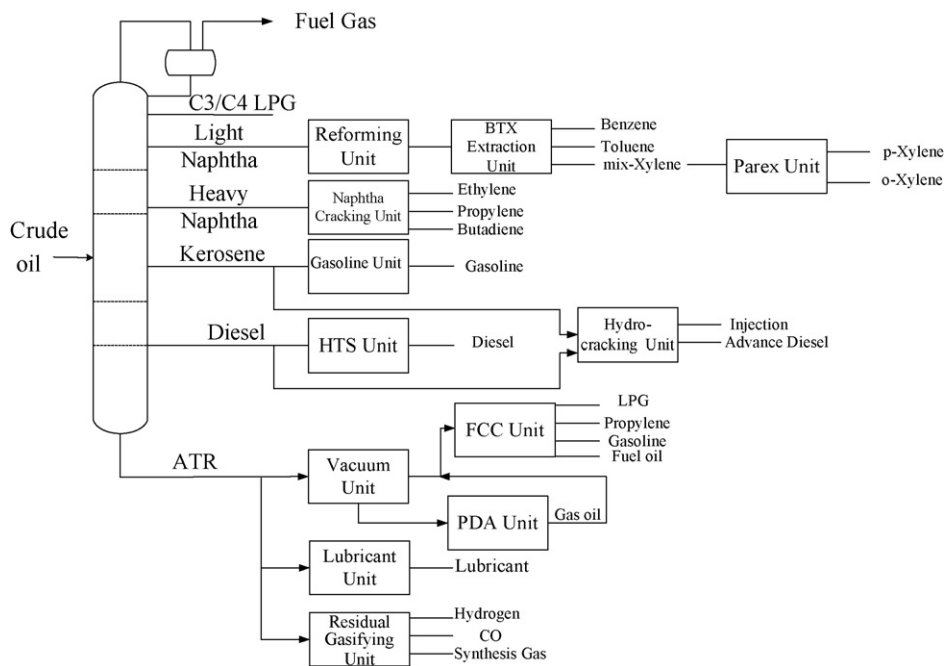 Fuel Gas
C3/C4 LPG
Light
Naphtha
Reforming
Unit
BTX
Extraction
Unit
Benzene
Toluene
mix-Xylene
Parex Unit
p-Xylene
o-Xylene
Heavy
Naphtha
Naphtha
Cracking Unit
Ethylene
Propylene
Butadiene
Crude
oil
Kerosene
Gasoline Unit
Gasoline
Diesel
HTS Unit
Diesel
Hydro-
cracking Unit
Injection
Advance Diesel
ATR
Vacuum
Unit
FCC Unit
LPG
Propylene
Gasoline
Fuel oil
PDA Unit
Gas oil
Lubricant
Unit
Lubricant
Residual
Gasifying
Unit
Hydrogen
CO
Synthesis Gas